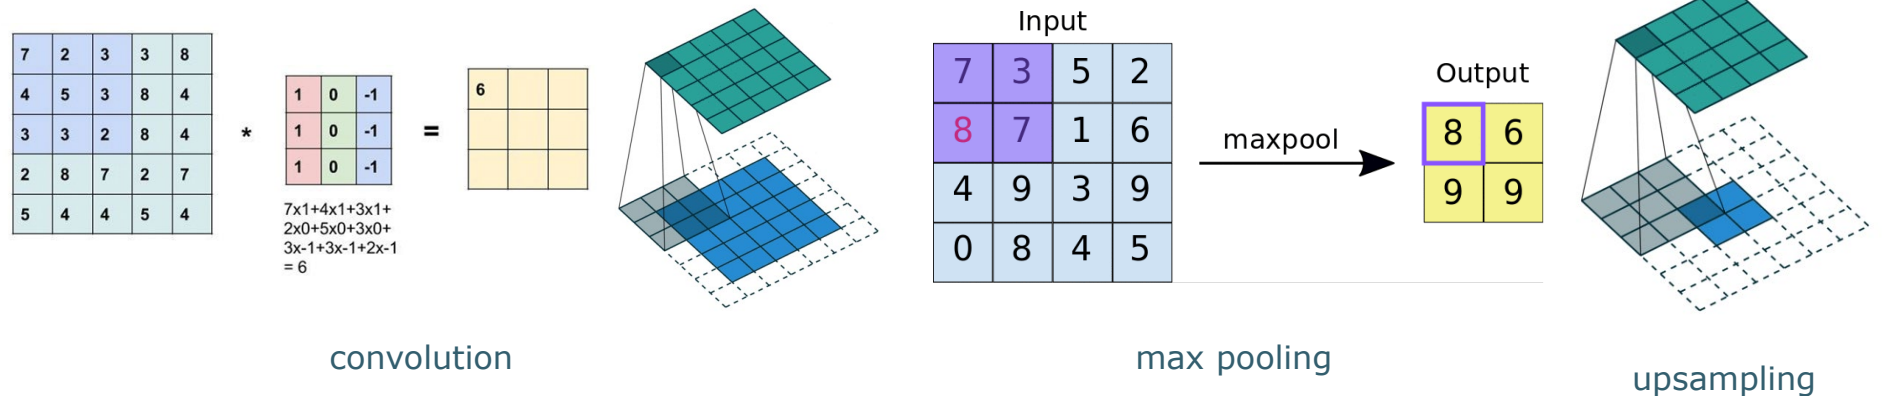 7 2 3 3 8
4 5 3 8 4
3 3 2 8 4
2 8 7 2 7
5 4 4 5 4
*
1 0 -1
1 0 -1
1 0 -1
7x1+4x1+3x1+
2x0+5x0+3x0+
3x-1+3x-1+2x-1
= 6
=
6
convolution
Input
7 3 5 2
8 7 1 6
4 9 3 9
0 8 4 5
maxpool
Output
8 6
9 9
max pooling
upsampling